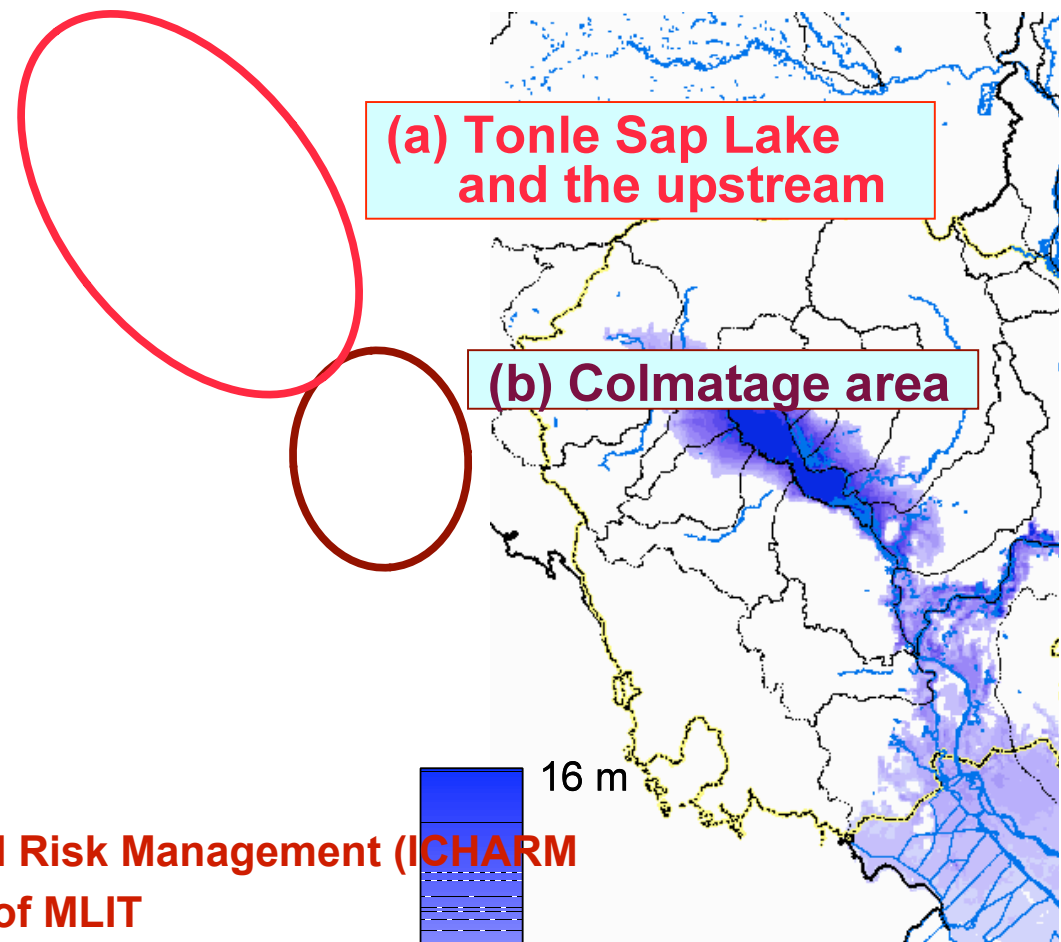 (a) Tonle Sap Lake
and the upstream
(b) Colmatage area
16 m
Risk Management (ICHARM
of MLIT